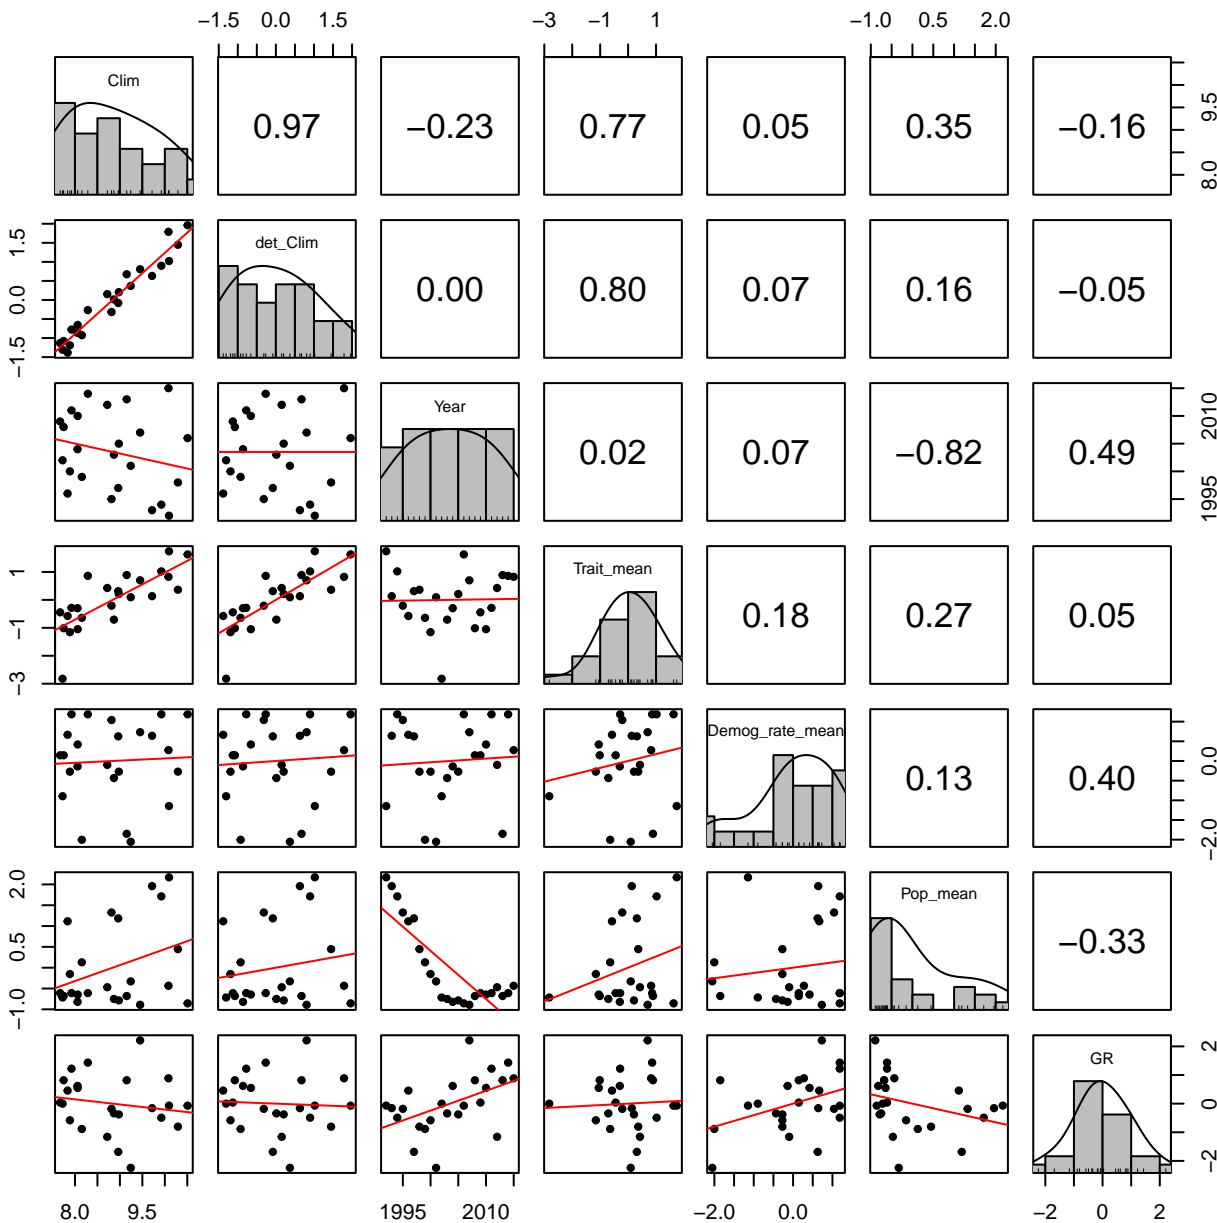 −1.5 0.0 1.5 −3 −1 1 −1.0 0.5 2.0
Clim 0.97 −0.23 0.77 0.05 0.35 −0.16 8.0 9.5
−1.5 0.0 1.5 det_Clim 0.00 0.80 0.07 0.16 −0.05
Year 0.02 0.07 −0.82 0.49 1995 2010
−3 −1 1 Trait_mean 0.18 0.27 0.05
Demog_rate_mean 0.13 0.40 −2.0 0.0
−1.0 0.5 2.0 Pop_mean −0.33
GR −2 0 2
8.0 9.5 1995 2010 −2.0 0.0 −2 0 2